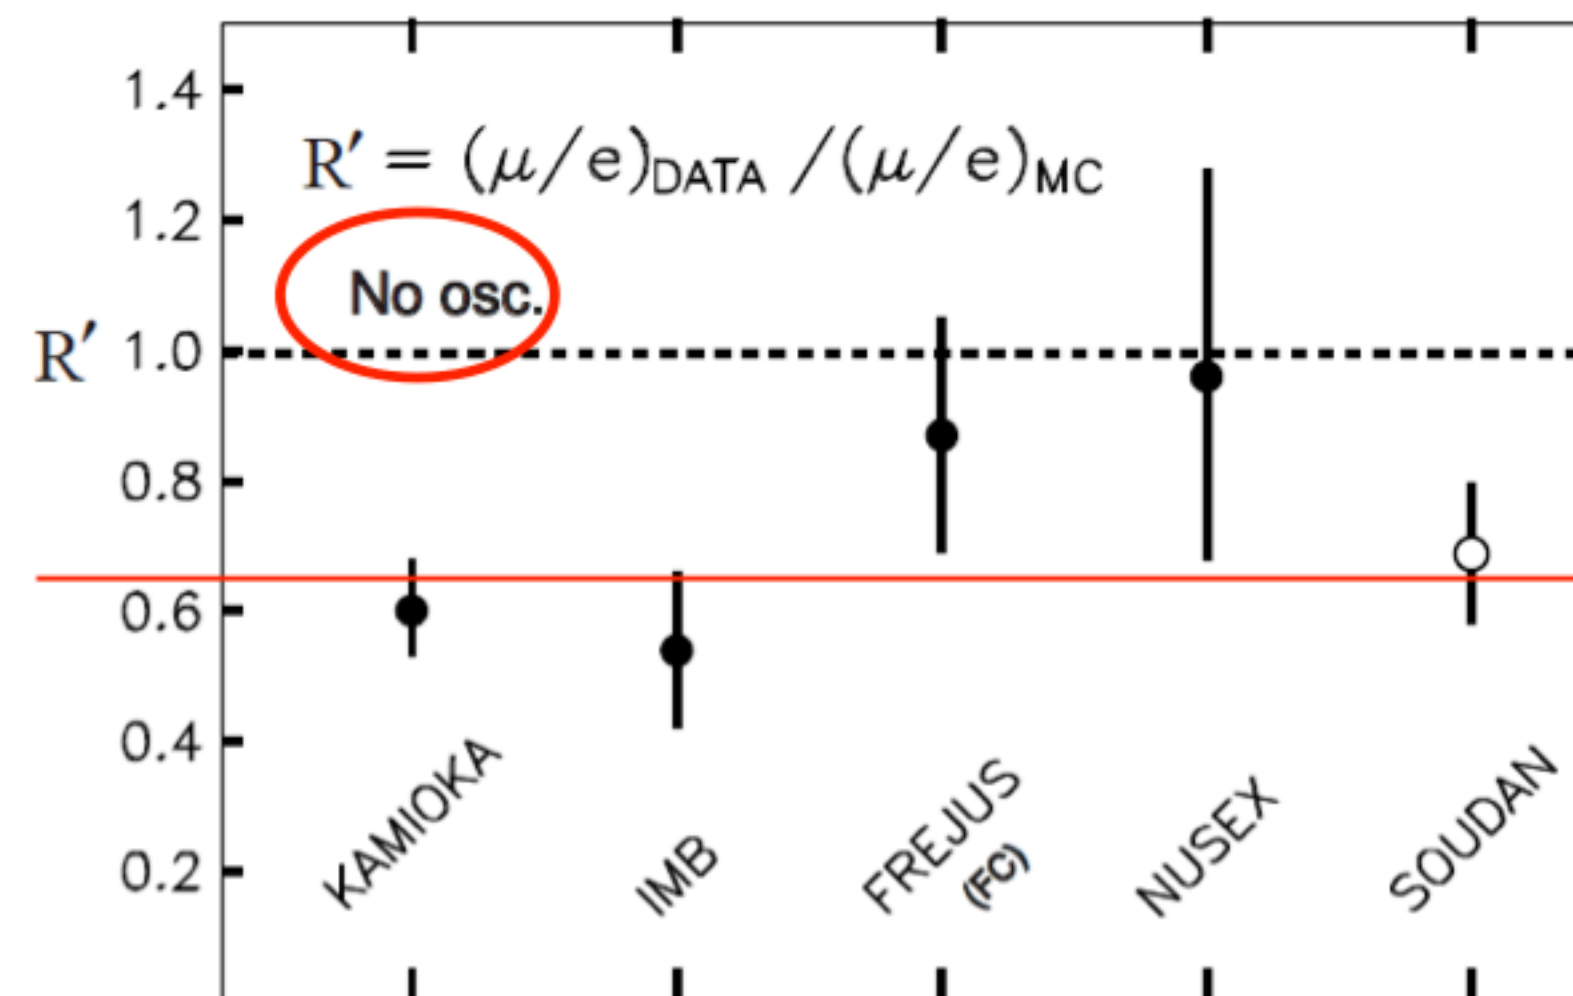 1.4
R′ = (μ/e)DATA /(μ/e)MC
1.2
No osc.
R′ 1.0
0.8
0.6
0.4
0.2
KAMIOKA
IMB
FREJUS
(FC)
NUSEX
SOUDAN